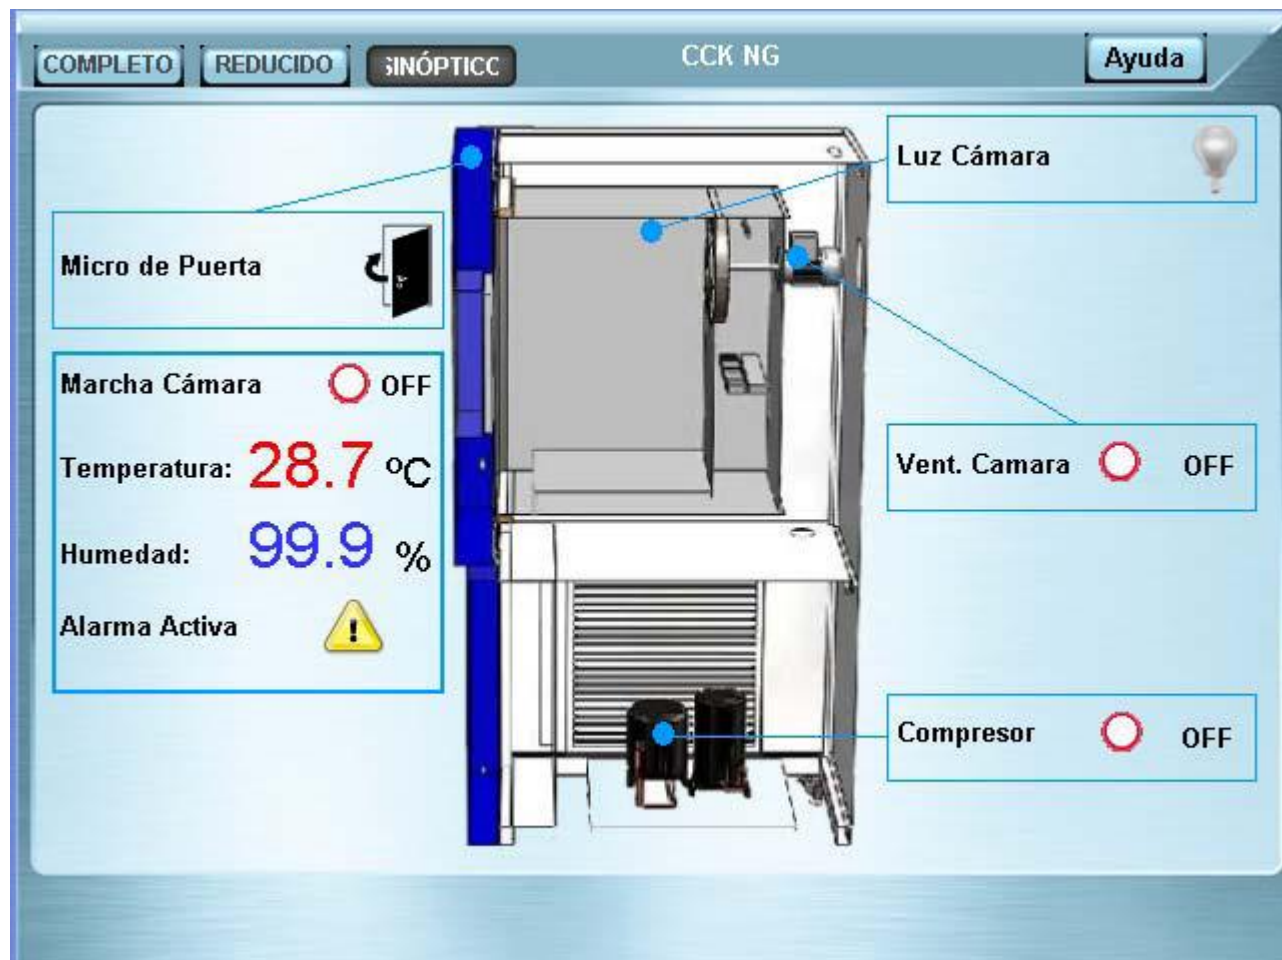 COMPLETO REDUCIDO SINÓPTICO CCK NG Ayuda
Luz Cámara
Micro de Puerta
Marcha Cámara OFF
Temperatura: 28.7 ºC
Humedad: 99.9 %
Alarma Activa
Vent. Camara OFF
Compresor OFF